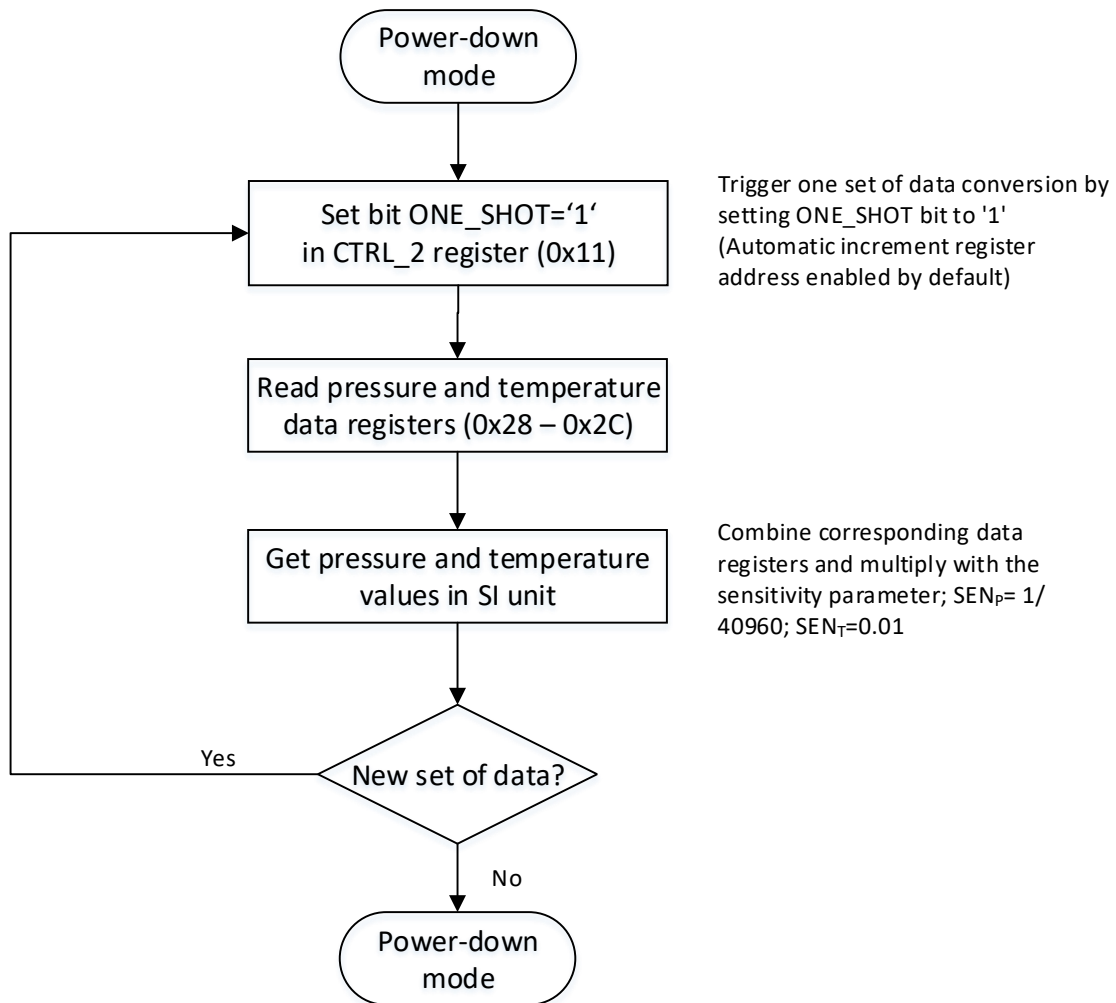 Power-down
mode
Set bit ONE_SHOT=‘1‘
in CTRL_2 register (0x11)
Trigger one set of data conversion by
setting ONE_SHOT bit to '1'
(Automatic increment register
address enabled by default)
Read pressure and temperature
data registers (0x28 – 0x2C)
Get pressure and temperature
values in SI unit
Combine corresponding data
registers and multiply with the
sensitivity parameter; SENP= 1/
40960; SENT=0.01
New set of data?
Yes
No
Power-down
mode